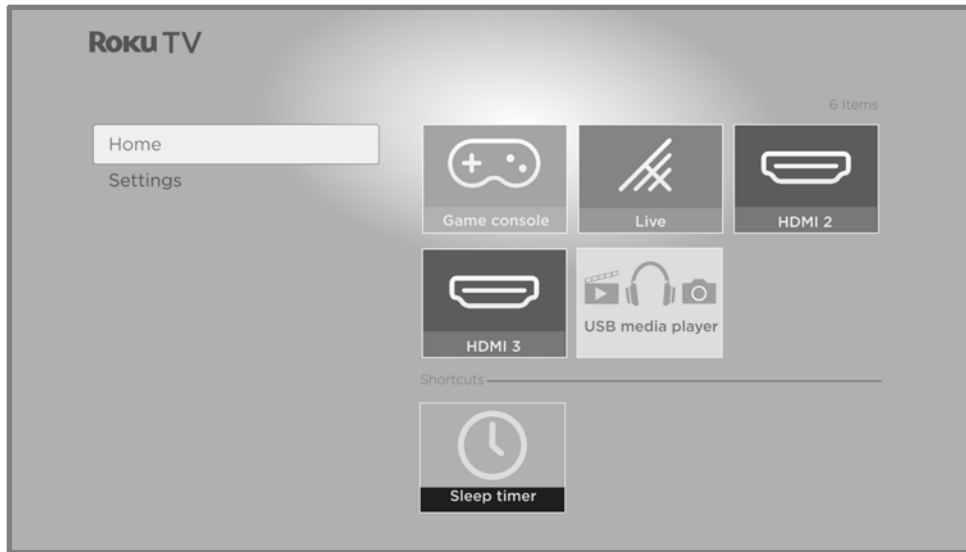 Roku TV
6 Items
Home
Settings
Game console
Live
HDMI 2
HDMI 3
USB media player
Shortcuts
Sleep timer